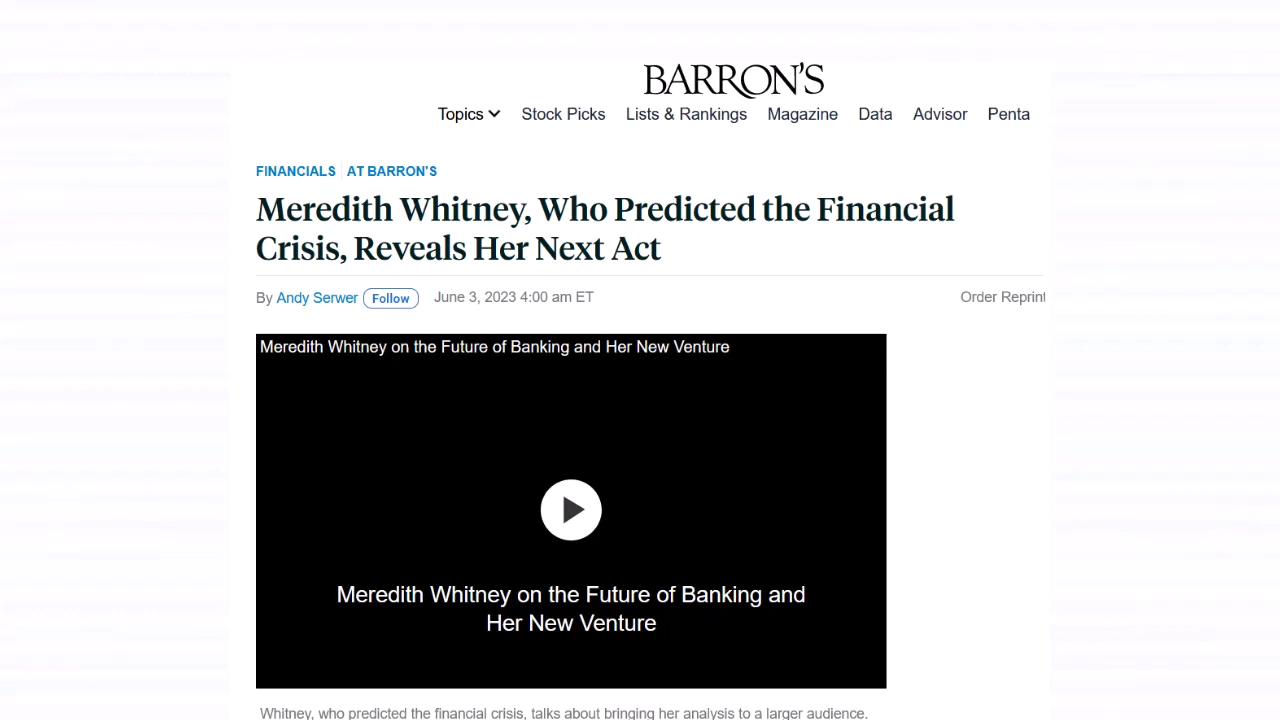 BARRON'S
Topics Stock Picks Lists & Rankings Magazine Data Advisor Penta
FINANCIALS AT BARRON'S
Meredith Whitney, Who Predicted the Financial
Crisis, Reveals Her Next Act
By Andy Serwer Follow June 3, 2023 4:00 am ET Order Reprint
Meredith Whitney on the Future of Banking and Her New Venture
Meredith Whitney on the Future of Banking and
Her New Venture
Whitney, who predicted the financial crisis, talks about bringing her analysis to a larger audience.